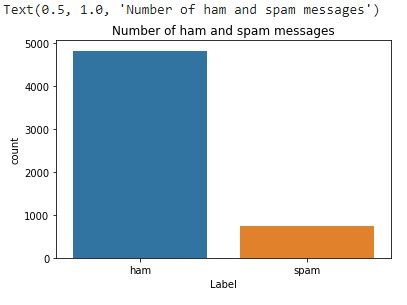 Text(0.5, 1.0, 'Number of ham and spam messages')
Number of ham and spam messages
5000
4000
3000
2000
1000
0
count
ham spam
Label